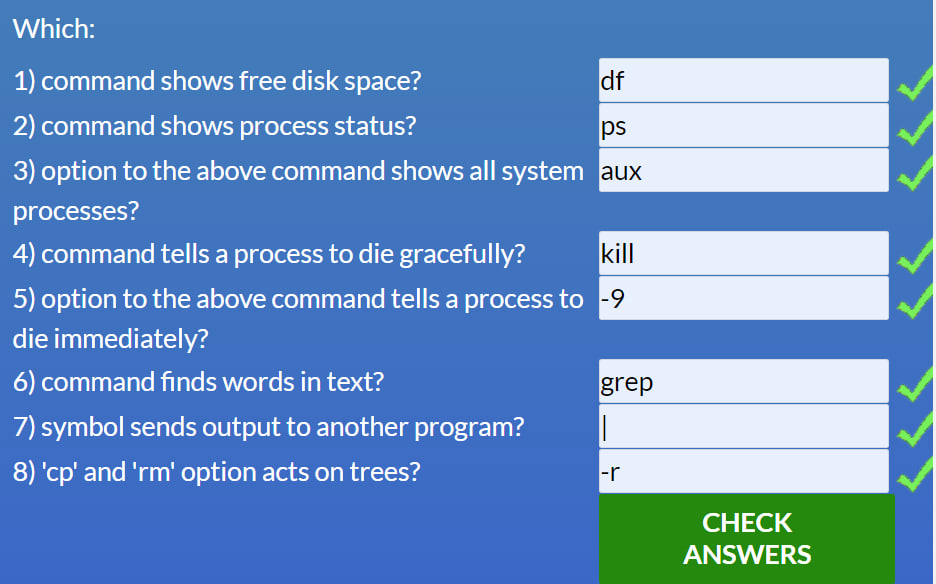 Which:
1) command shows free disk space? df
2) command shows process status? ps
3) option to the above command shows all system aux
processes?
4) command tells a process to die gracefully? kill
5) option to the above command tells a process to -9
die immediately?
6) command finds words in text? grep
7) symbol sends output to another program? |
8) 'cp' and 'rm' option acts on trees? -r
CHECK
ANSWERS